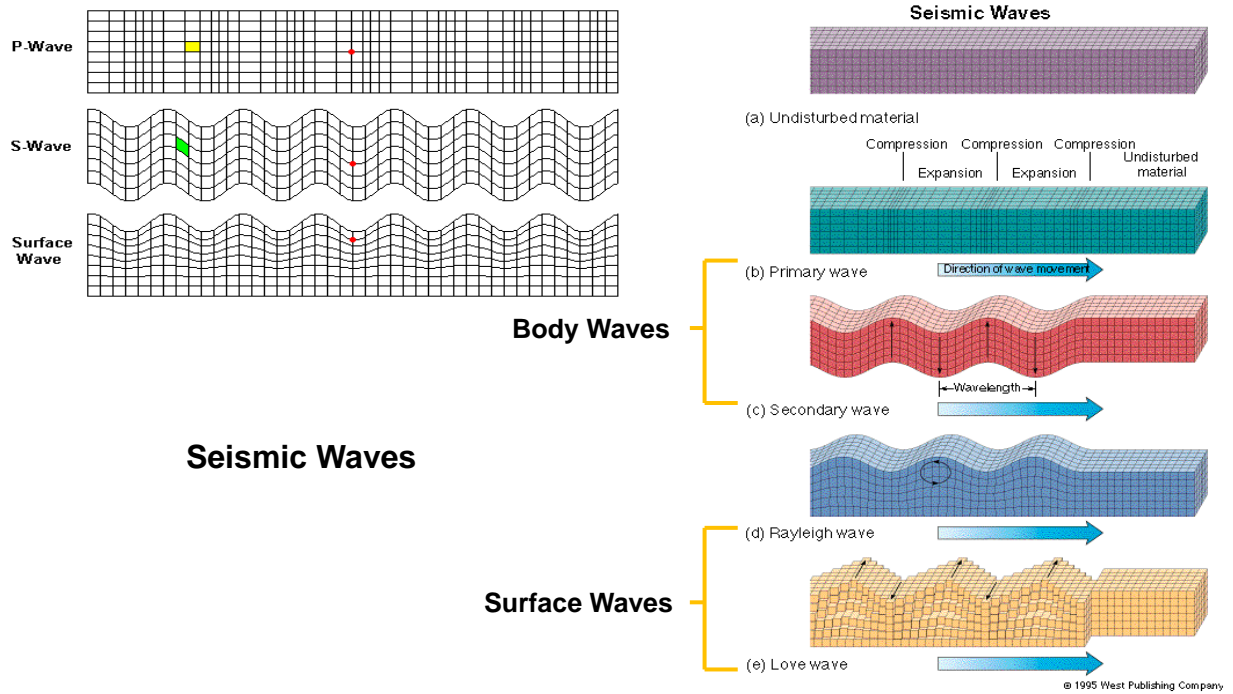 P-Wave
S-Wave
Surface
Wave
Seismic Waves
Body Waves
Surface Waves
Seismic Waves
(a) Undisturbed material
Compression Compression Compression
Expansion Expansion
Undisturbed
material
(b) Primary wave
Direction of wave movement
Wavelength
(c) Secondary wave
(d) Rayleigh wave
(e) Love wave
© 1995 West Publishing Company